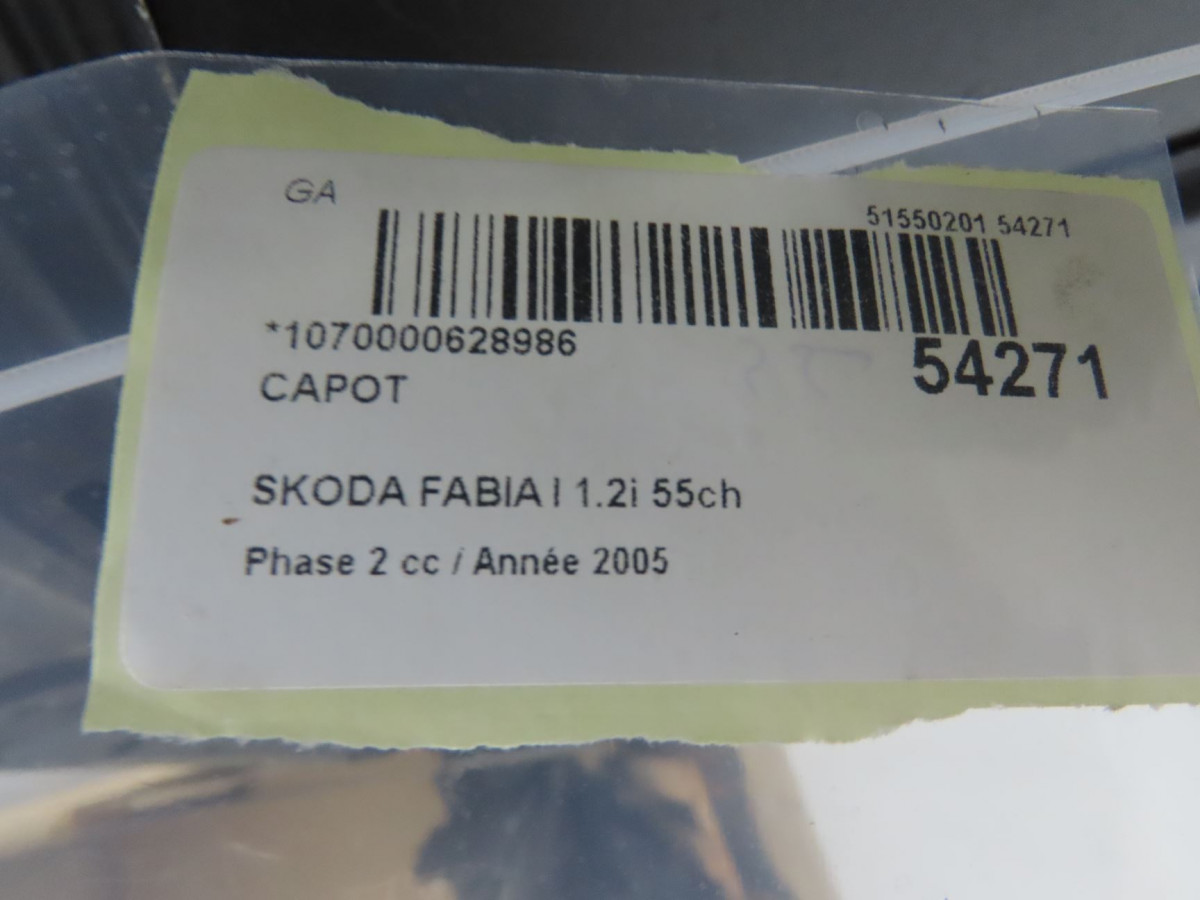 GA
51550201 54271
*1070000628986
54271
CAPOT
SKODA FABIA I 1.2i 55ch
Phase 2 cc / Année 2005